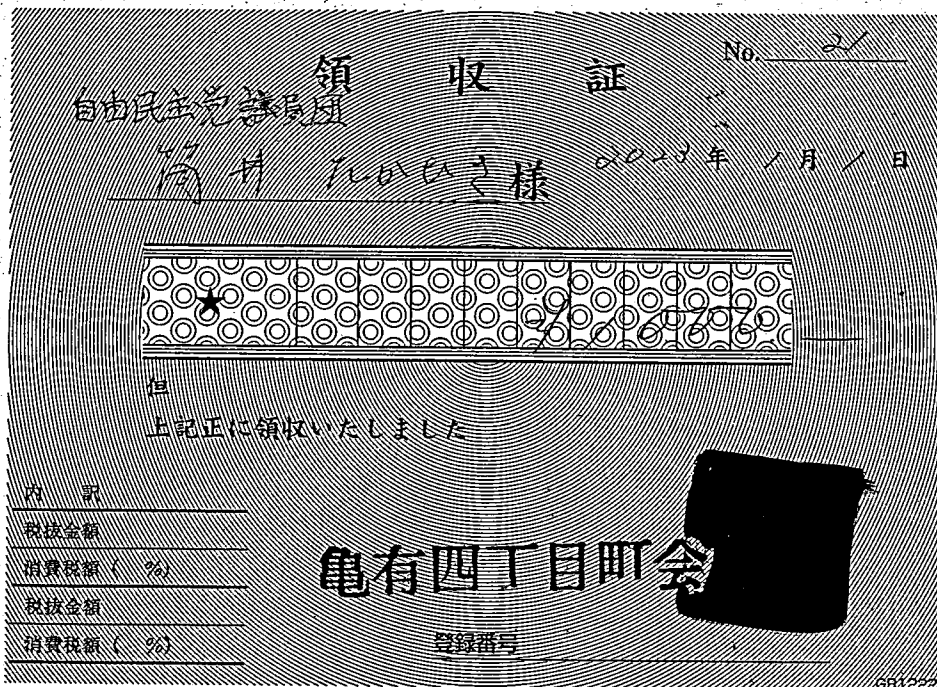 No. 21
領収証
自由民主党議員団
筒井たかひさ様
2023年1月1日
★ ¥1,000
但
上記正に領収いたしました
内訳
税抜金額
消費税額( %)
税抜金額
消費税額( %)
亀有四丁目町会
登録番号